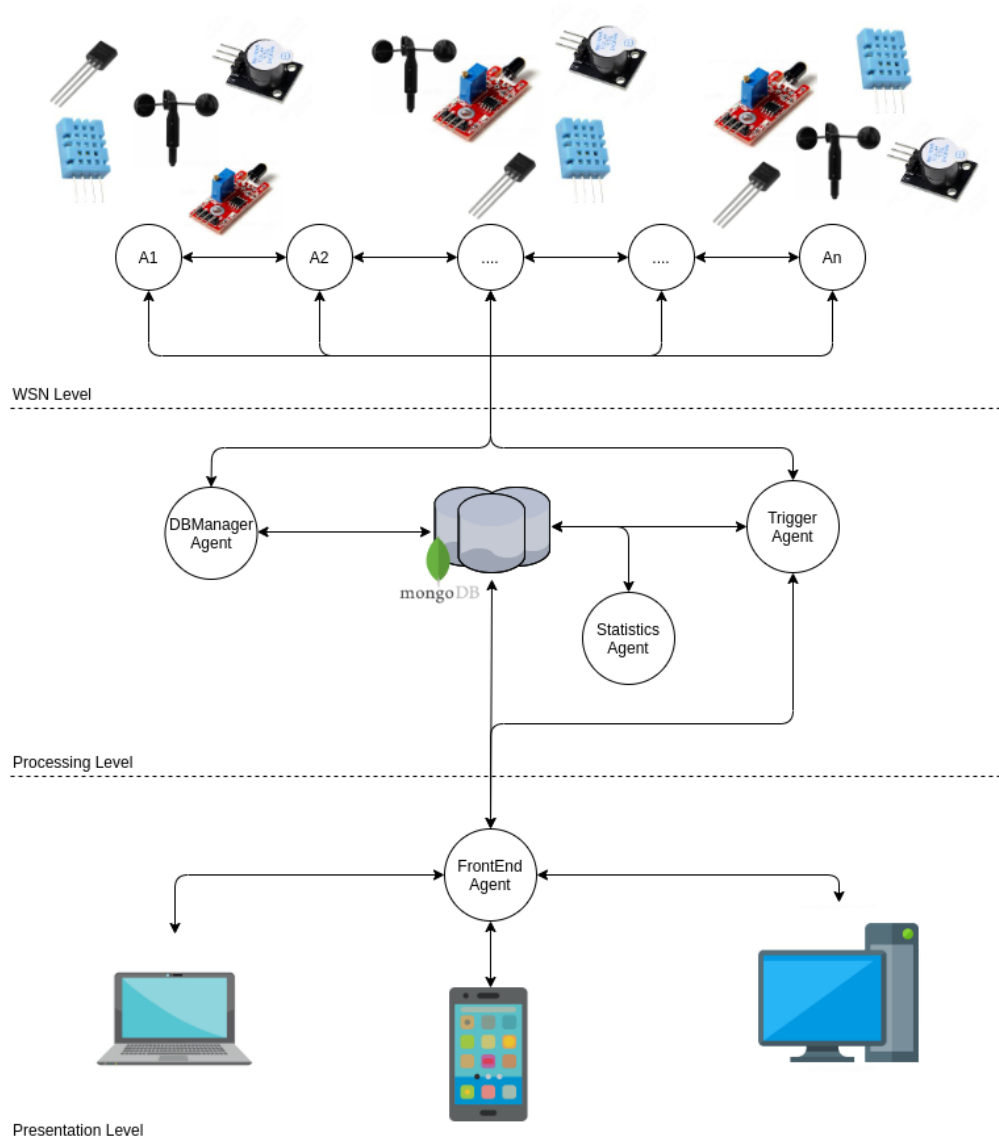 A1
A2
....
....
An
WSN Level
DBManager
Agent
Trigger
Agent
mongoDB
Statistics
Agent
Processing Level
FrontEnd
Agent
Presentation Level